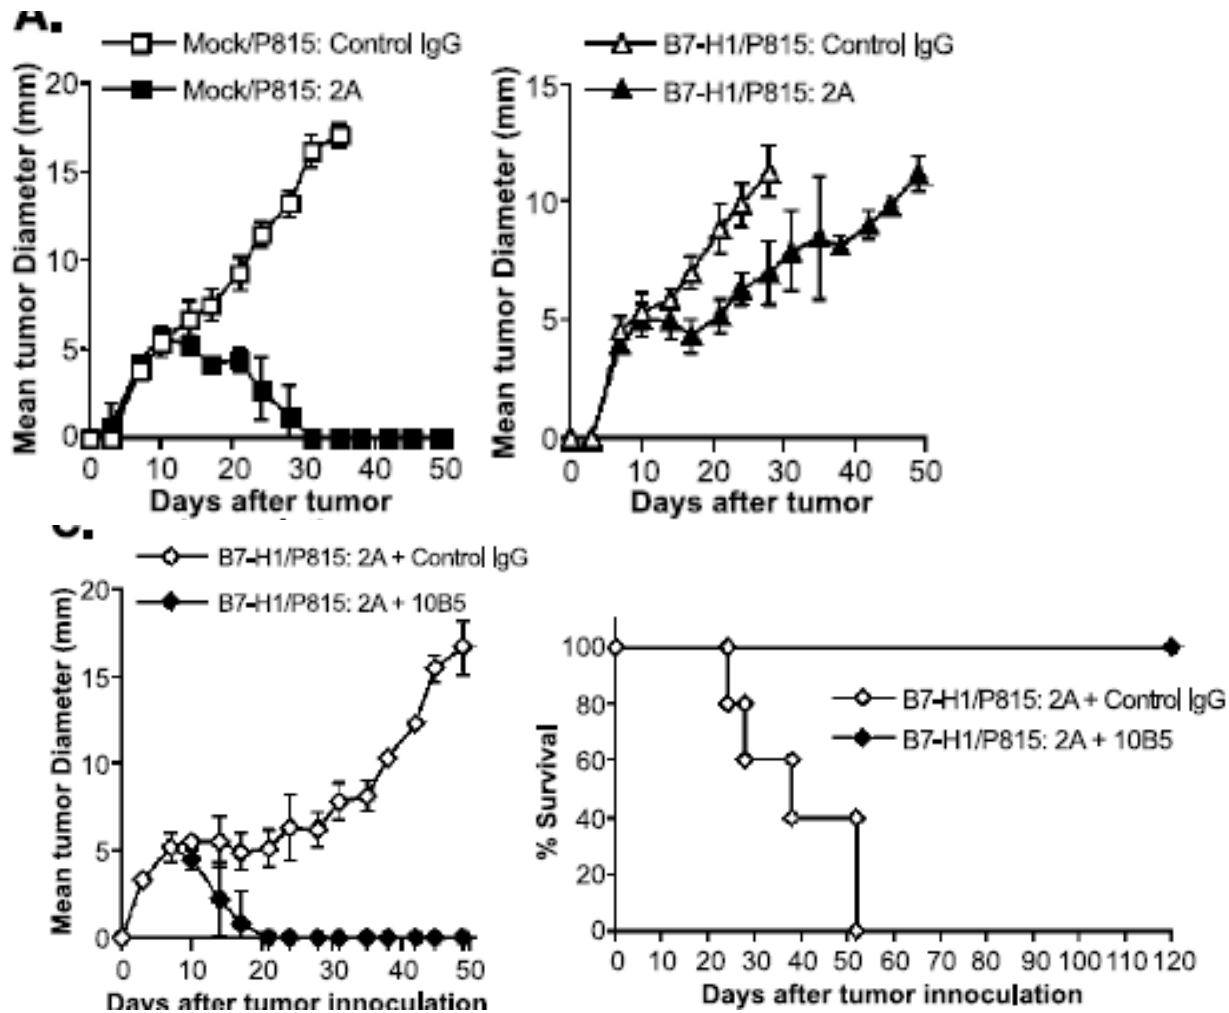 A.
Mock/P815: Control IgG
Mock/P815: 2A
Mean tumor Diameter (mm)
20
15
10
5
0
0 10 20 30 40 50
Days after tumor
B7-H1/P815: Control IgG
B7-H1/P815: 2A
Mean tumor Diameter (mm)
15
10
5
0
0 10 20 30 40 50
Days after tumor
C.
B7-H1/P815: 2A + Control IgG
B7-H1/P815: 2A + 10B5
Mean tumor Diameter (mm)
20
15
10
5
0
0 10 20 30 40 50
Days after tumor innoculation
% Survival
100
80
60
40
20
0
B7-H1/P815: 2A + Control IgG
B7-H1/P815: 2A + 10B5
0 10 20 30 40 50 60 70 80 90 100 110 120
Days after tumor innoculation